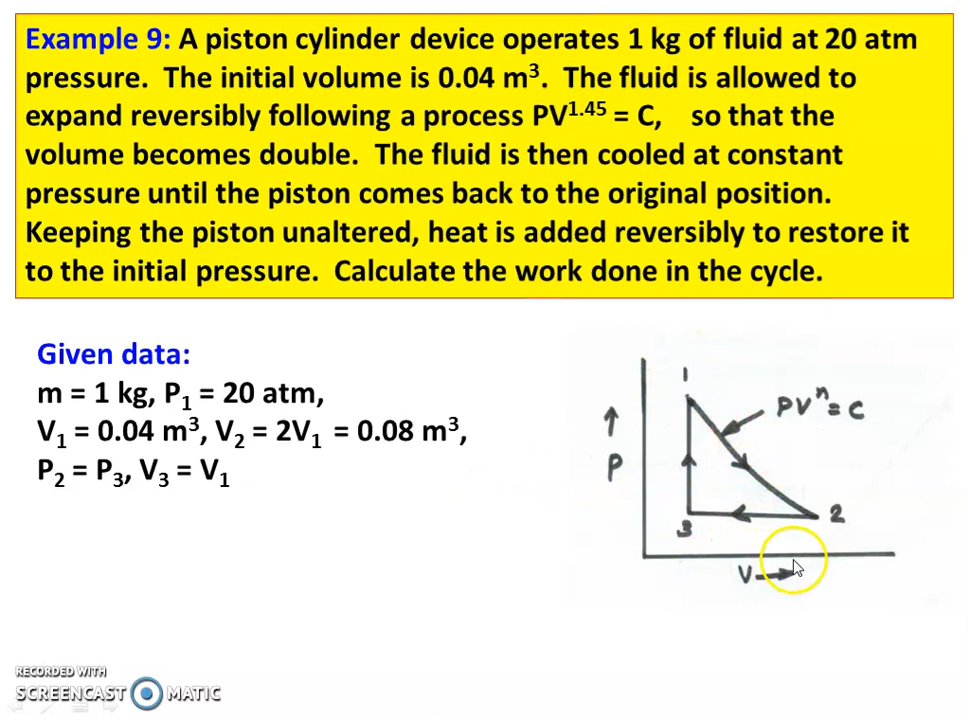 Example 9: A piston cylinder device operates 1 kg of fluid at 20 atm
pressure. The initial volume is 0.04 m³. The fluid is allowed to
expand reversibly following a process PV¹·⁴⁵ = C, so that the
volume becomes double. The fluid is then cooled at constant
pressure until the piston comes back to the original position.
Keeping the piston unaltered, heat is added reversibly to restore it
to the initial pressure. Calculate the work done in the cycle.
Given data:
m = 1 kg, P₁ = 20 atm,
V₁ = 0.04 m³, V₂ = 2V₁ = 0.08 m³,
P₂ = P₃, V₃ = V₁
1
PVⁿ = C
↑
P
3
2
V→
RECORDED WITH
SCREENCAST MATIC